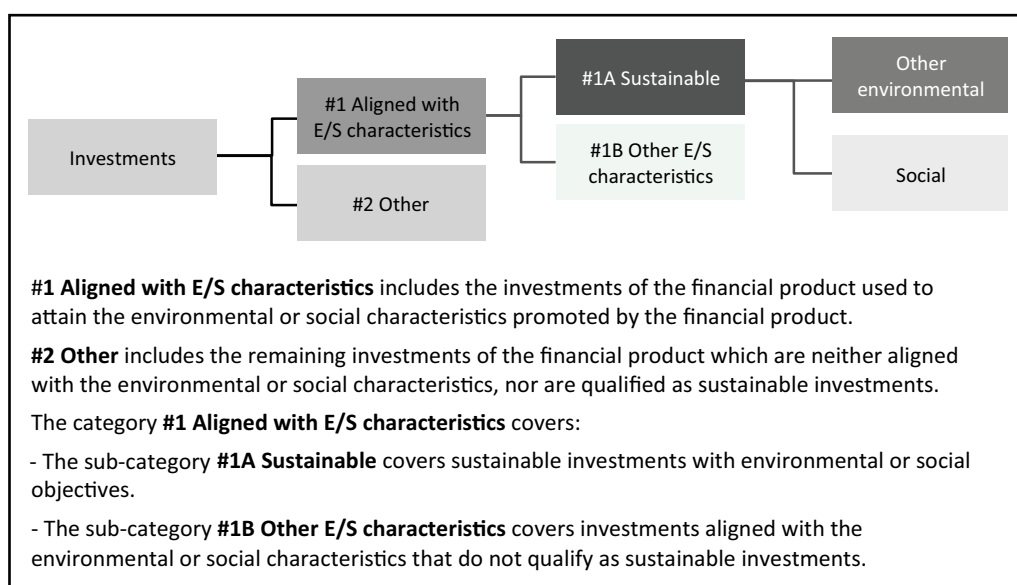 Investments
#1 Aligned with
E/S characteristics
#2 Other
#1A Sustainable
#1B Other E/S
characteristics
Other
environmental
Social
#1 Aligned with E/S characteristics includes the investments of the financial product used to
attain the environmental or social characteristics promoted by the financial product.
#2 Other includes the remaining investments of the financial product which are neither aligned
with the environmental or social characteristics, nor are qualified as sustainable investments.
The category #1 Aligned with E/S characteristics covers:
- The sub-category #1A Sustainable covers sustainable investments with environmental or social
objectives.
- The sub-category #1B Other E/S characteristics covers investments aligned with the
environmental or social characteristics that do not qualify as sustainable investments.